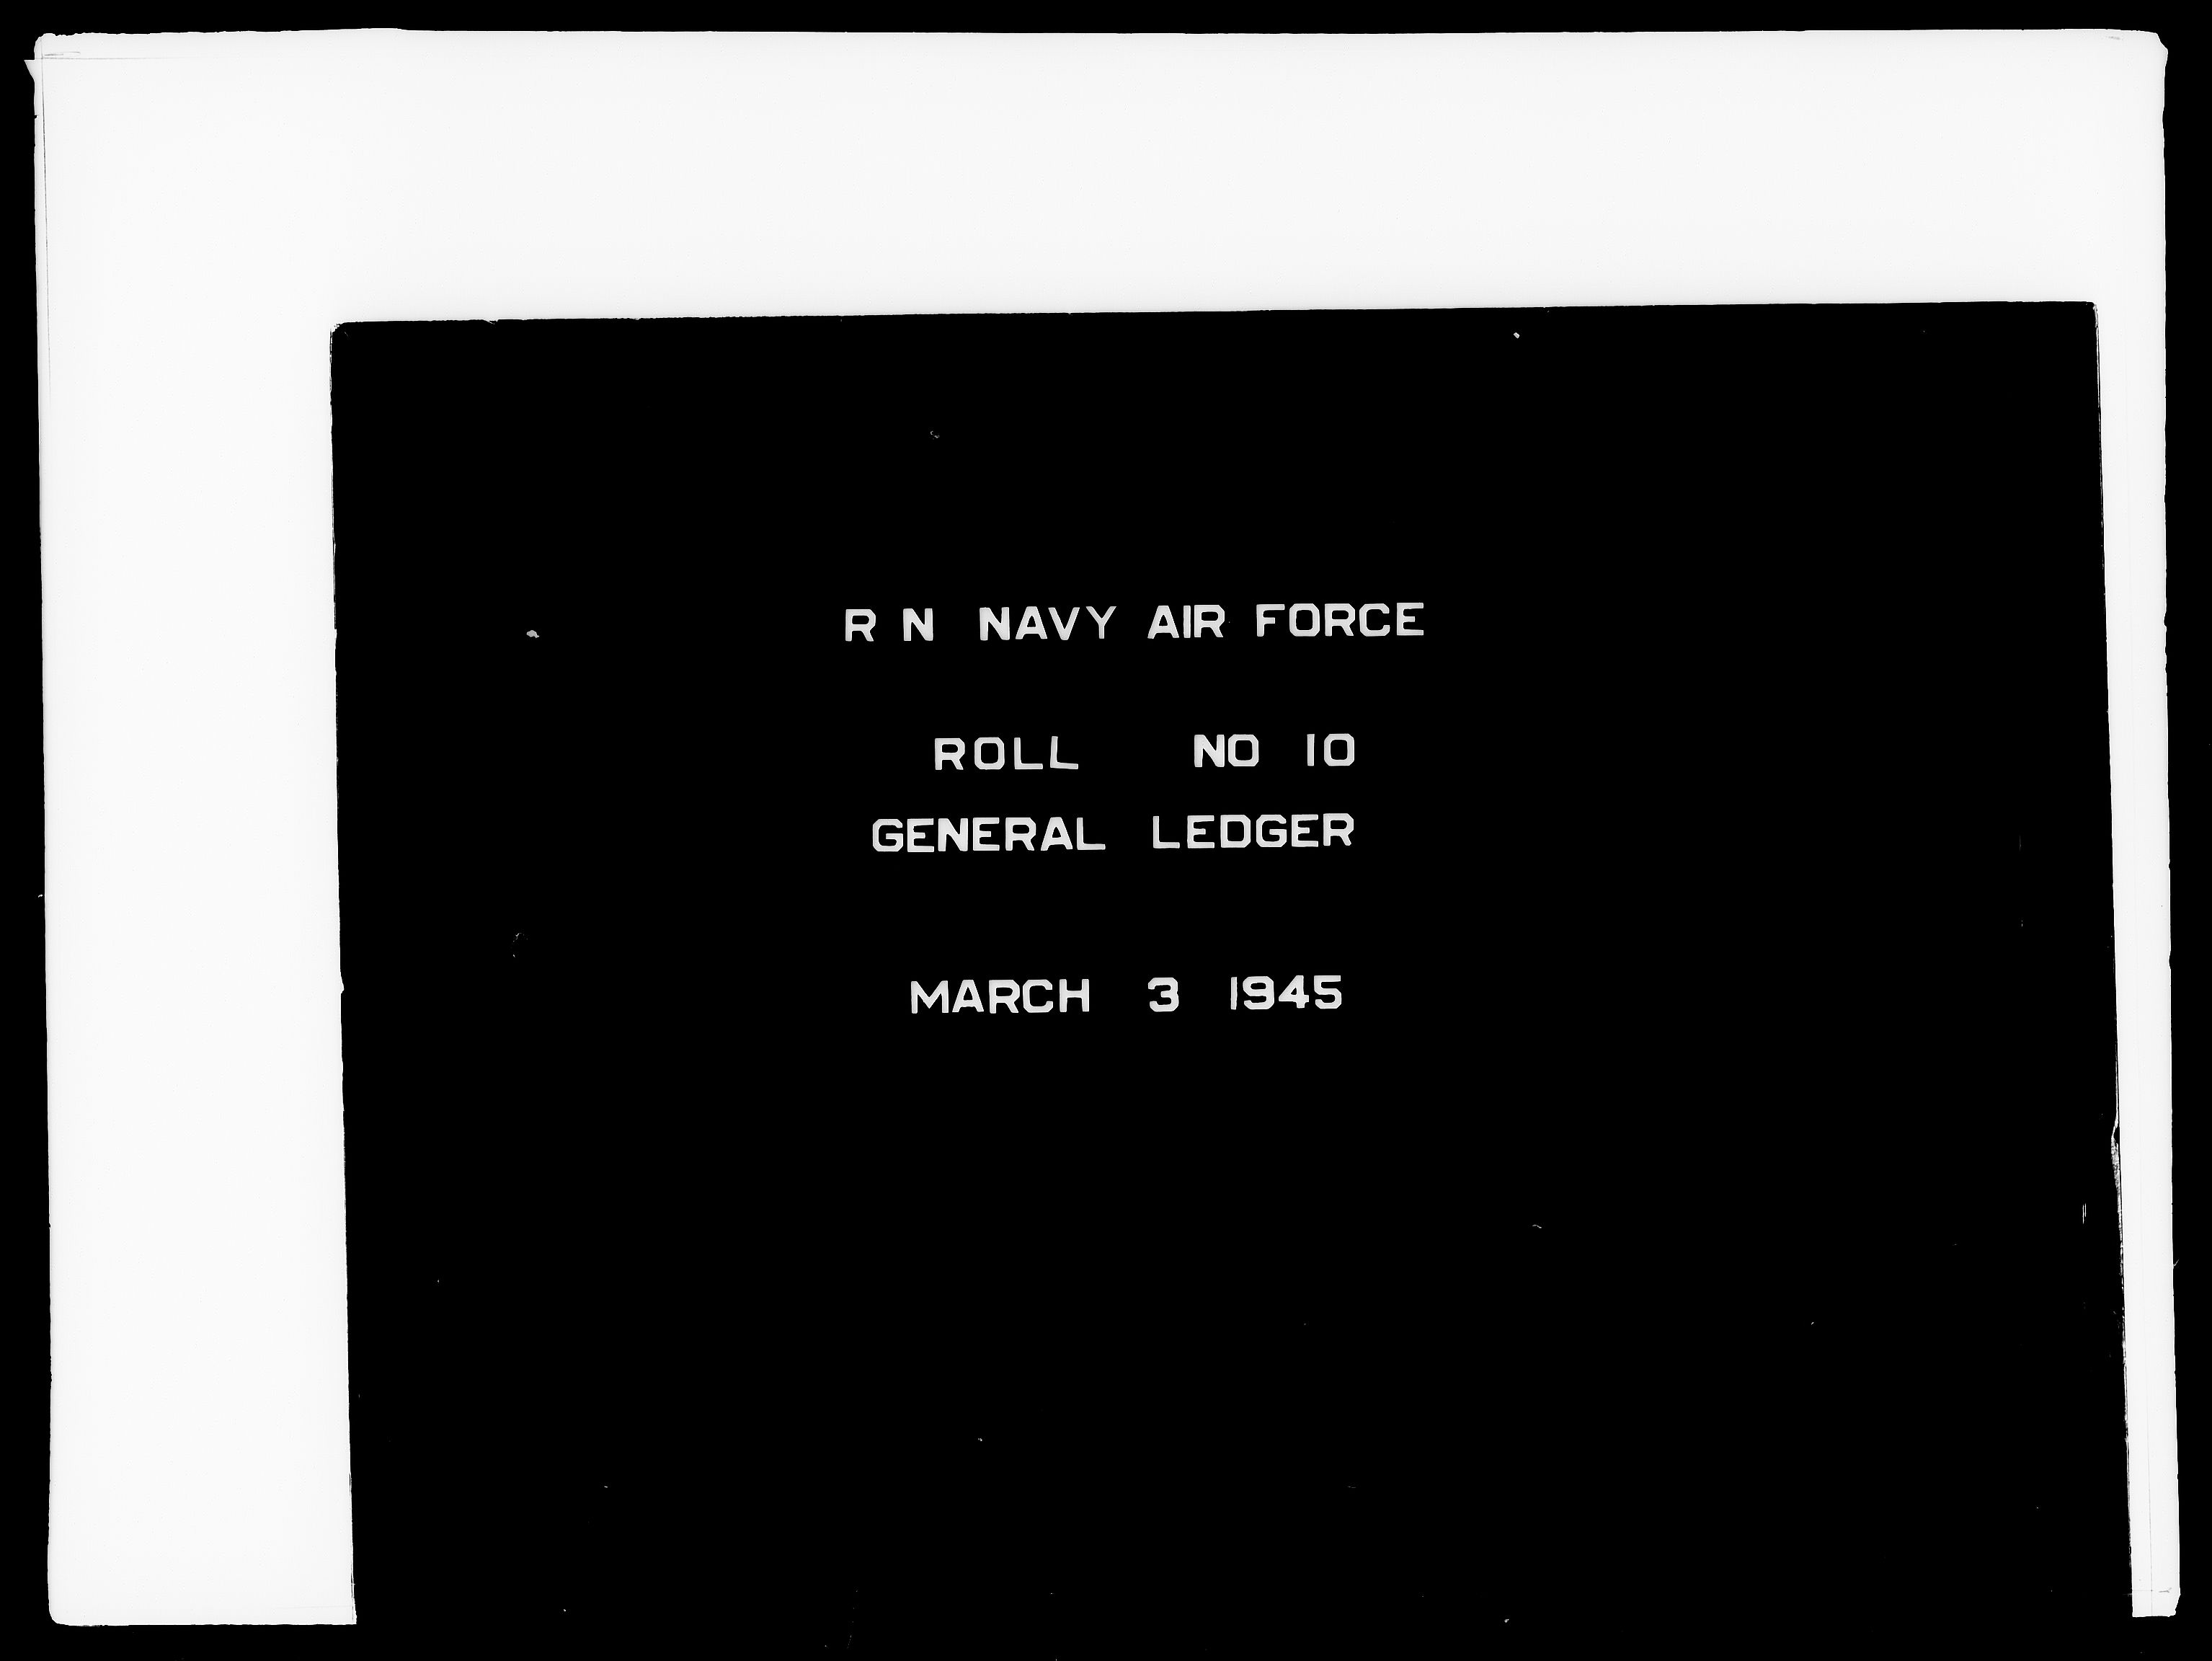 R N NAVY AIR FORCE
ROLL NO 10
GENERAL LEDGER
MARCH 3 1945